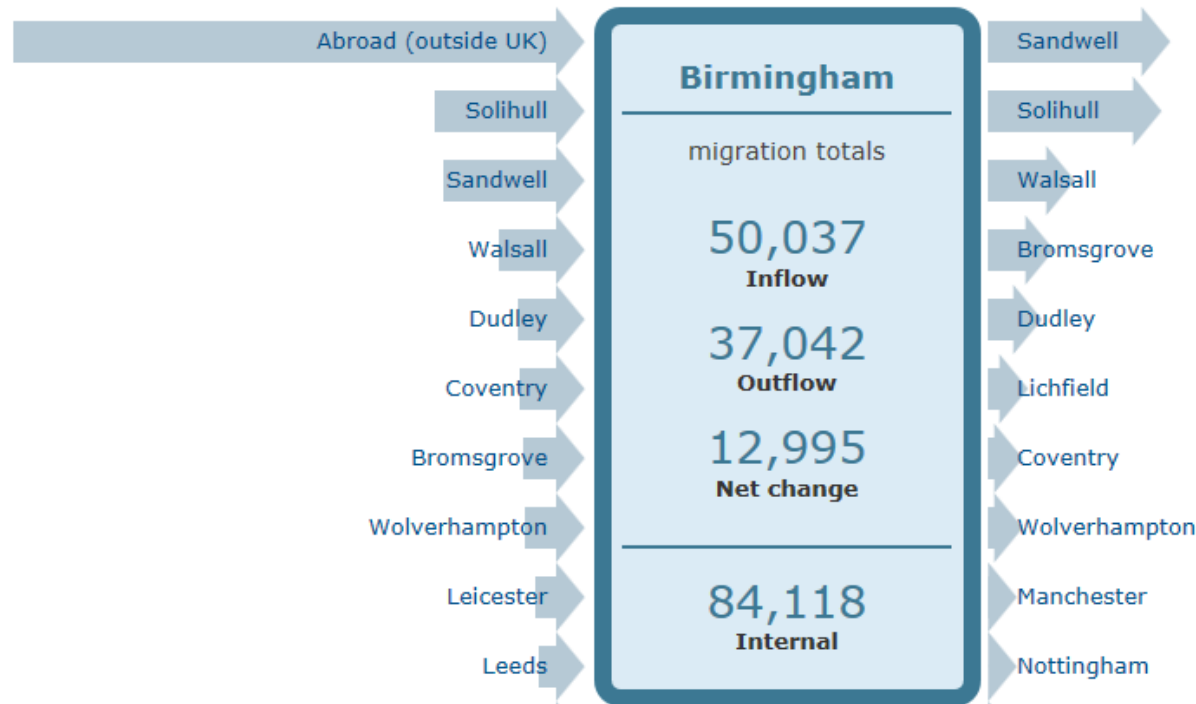 Abroad (outside UK)
Solihull
Sandwell
Walsall
Dudley
Coventry
Bromsgrove
Wolverhampton
Leicester
Leeds
Birmingham
migration totals
50,037
Inflow
37,042
Outflow
12,995
Net change
84,118
Internal
Sandwell
Solihull
Walsall
Bromsgrove
Dudley
Lichfield
Coventry
Wolverhampton
Manchester
Nottingham